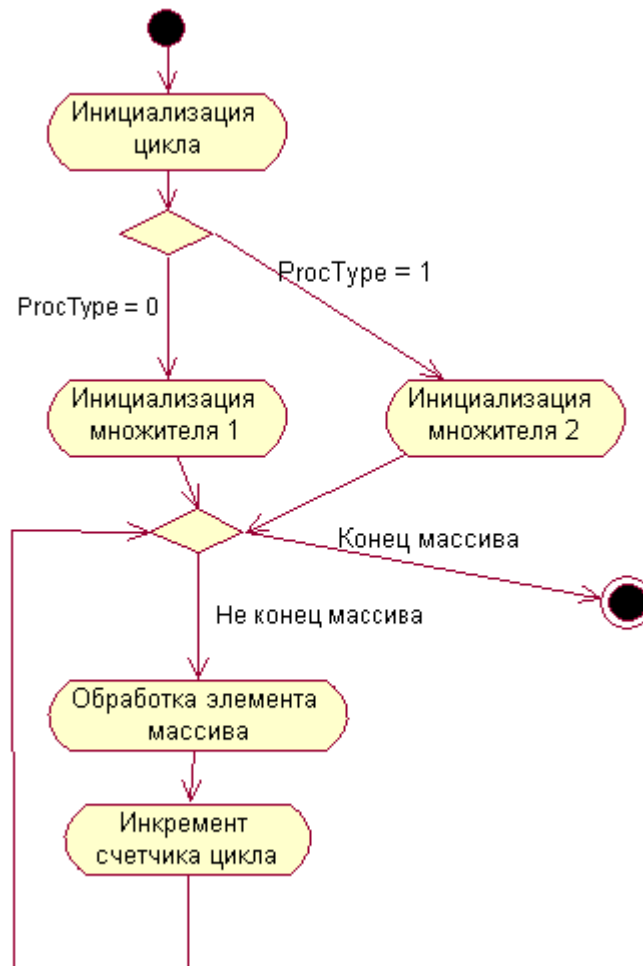 Инициализация
цикла
ProcType = 1
ProcType = 0
Инициализация
множителя 1
Инициализация
множителя 2
Конец массива
Не конец массива
Обработка элемента
массива
Инкремент
счетчика цикла